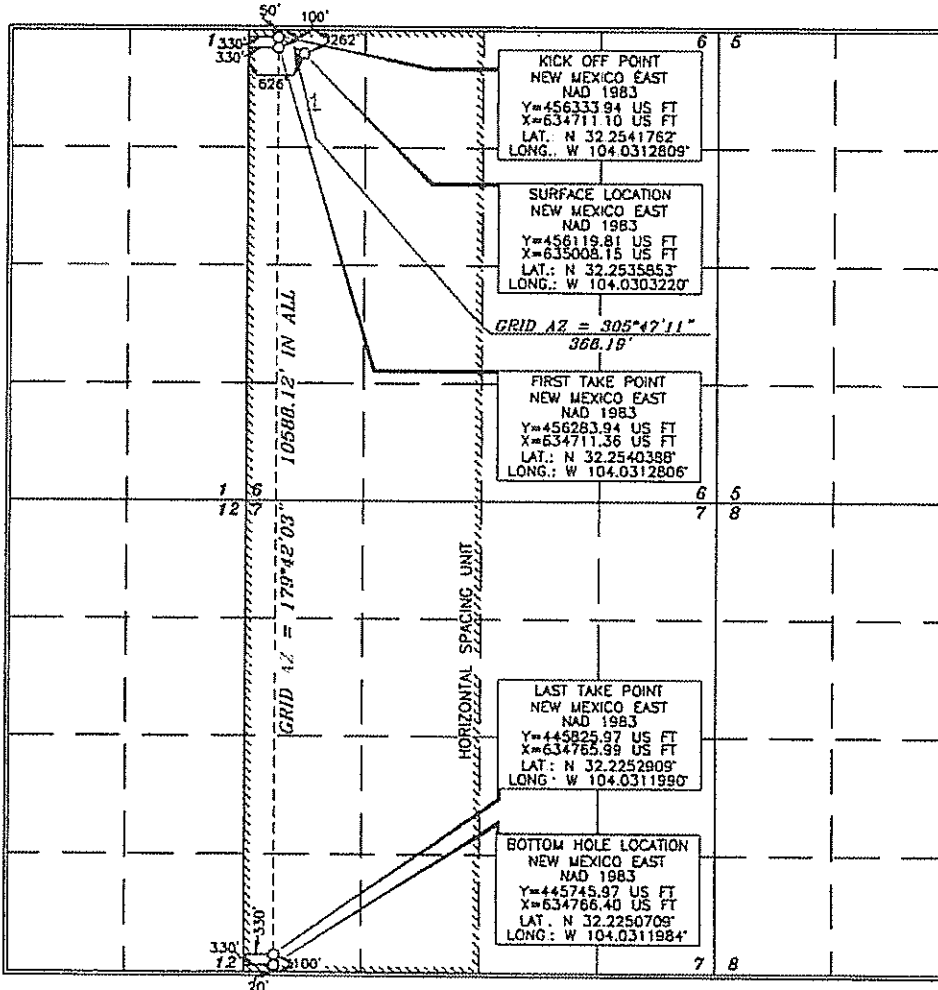 50'
100'
1
330'
262'
330'
626'
1
6
5
KICK OFF POINT
NEW MEXICO EAST
NAD 1983
Y=456333.94 US FT
X=634711.10 US FT
LAT.: N 32.2541762°
LONG.: W 104.0312809°
SURFACE LOCATION
NEW MEXICO EAST
NAD 1983
Y=456119.81 US FT
X=635008.15 US FT
LAT.: N 32.2535853°
LONG.: W 104.0303220°
GRID AZ = 305°47'11"
366.19'
10588.12' IN ALL
FIRST TAKE POINT
NEW MEXICO EAST
NAD 1983
Y=456283.94 US FT
X=634711.36 US FT
LAT.: N 32.2540388°
LONG.: W 104.0312806°
1
6
6
5
12
7
7
8
GRID AZ = 179°42'03"
HORIZONTAL SPACING UNIT
LAST TAKE POINT
NEW MEXICO EAST
NAD 1983
Y=445825.97 US FT
X=634765.99 US FT
LAT.: N 32.2252909°
LONG.: W 104.0311990°
BOTTOM HOLE LOCATION
NEW MEXICO EAST
NAD 1983
Y=445745.97 US FT
X=634766.40 US FT
LAT. N 32.2250709°
LONG.: W 104.0311984°
330'
330'
12
100'
20'
7
8